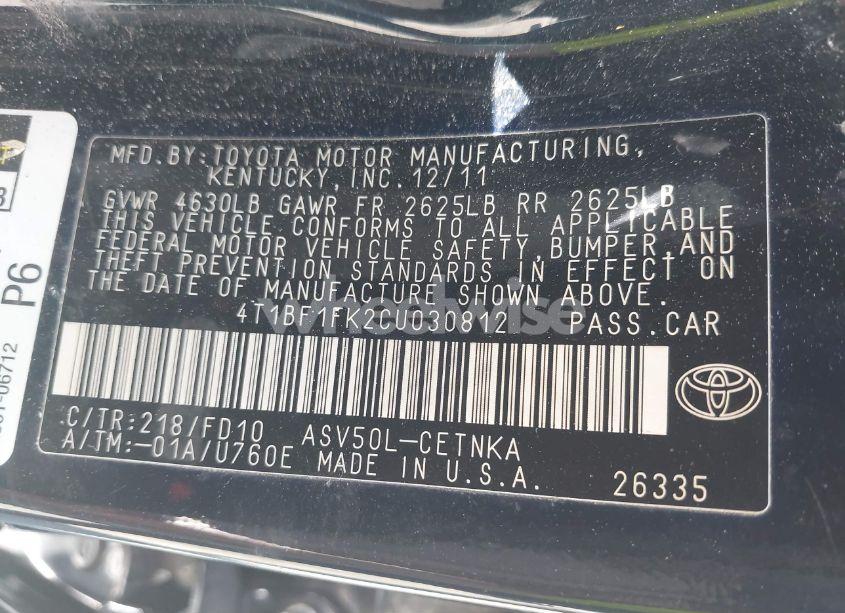 MFD.BY:TOYOTA MOTOR MANUFACTURING,
KENTUCKY,INC.12/11
GVWR 4630LB GAWR FR 2625LB RR 2625LB
THIS VEHICLE CONFORMS TO ALL APPLICABLE
FEDERAL MOTOR VEHICLE SAFETY,BUMPER,AND
THEFT PREVENTION STANDARDS IN EFFECT ON
THE DATE OF MANUFACTURE SHOWN ABOVE.
4T1BF1FK2CU030812 PASS.CAR
C/TR:218/FD10 ASV50L-CETNKA
A/TM:-01A/U760E MADE IN U.S.A.
26335
P6